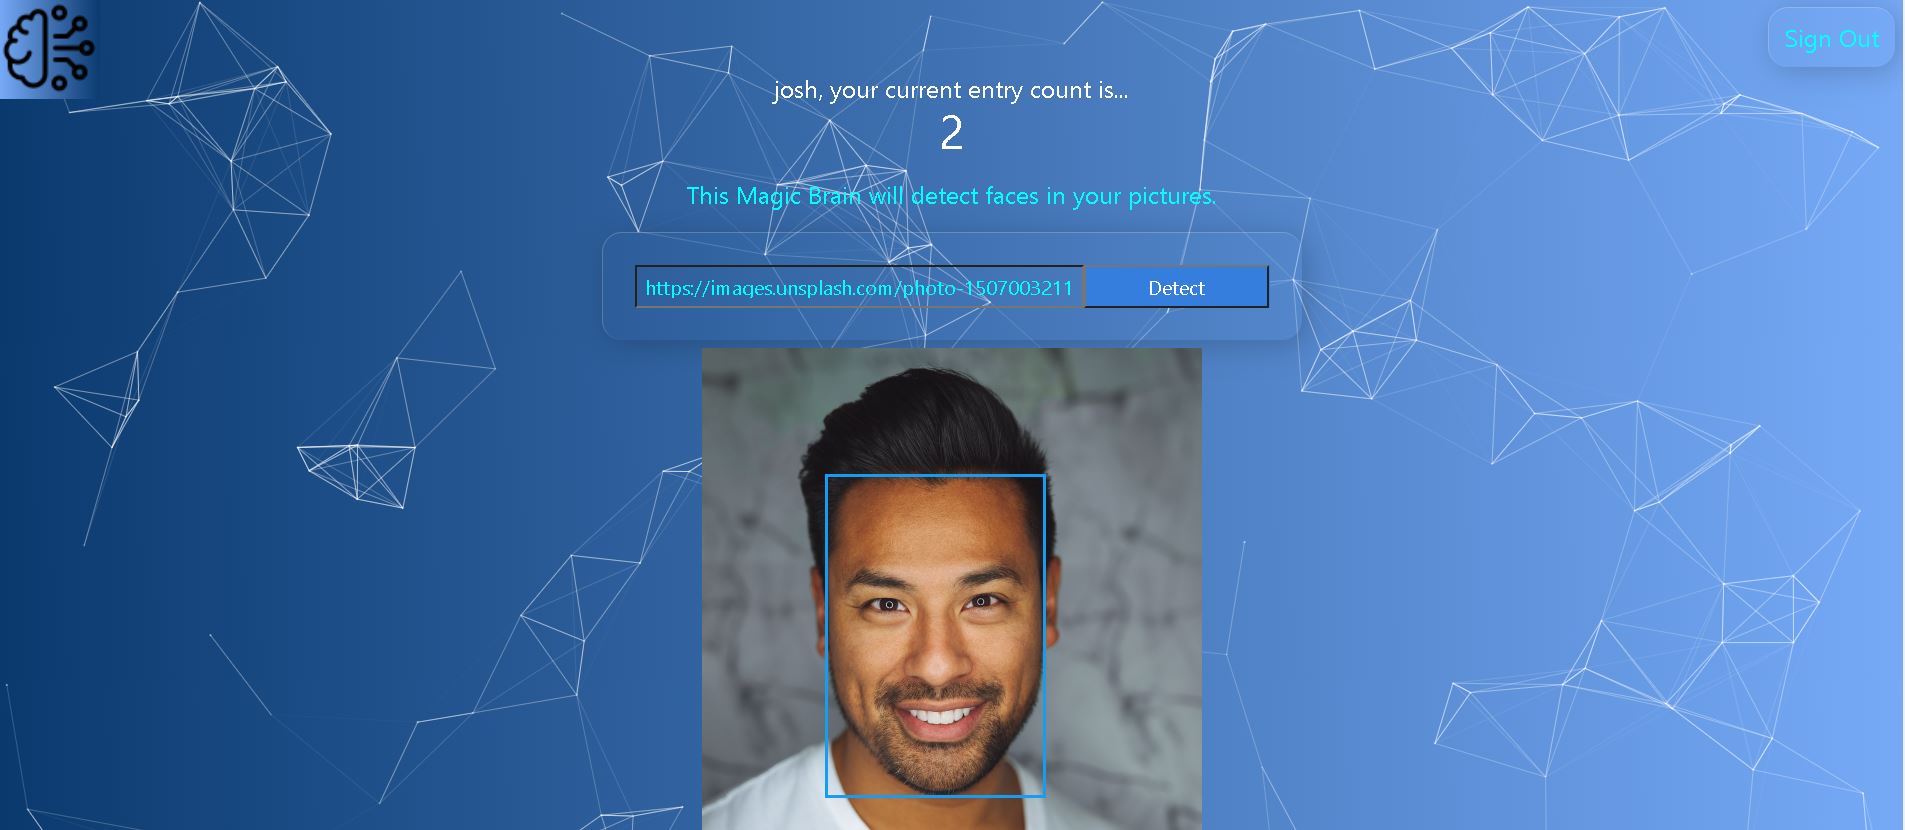 Sign Out
josh, your current entry count is...
2
This Magic Brain will detect faces in your pictures.
https://images.unsplash.com/photo-1507003211 Detect